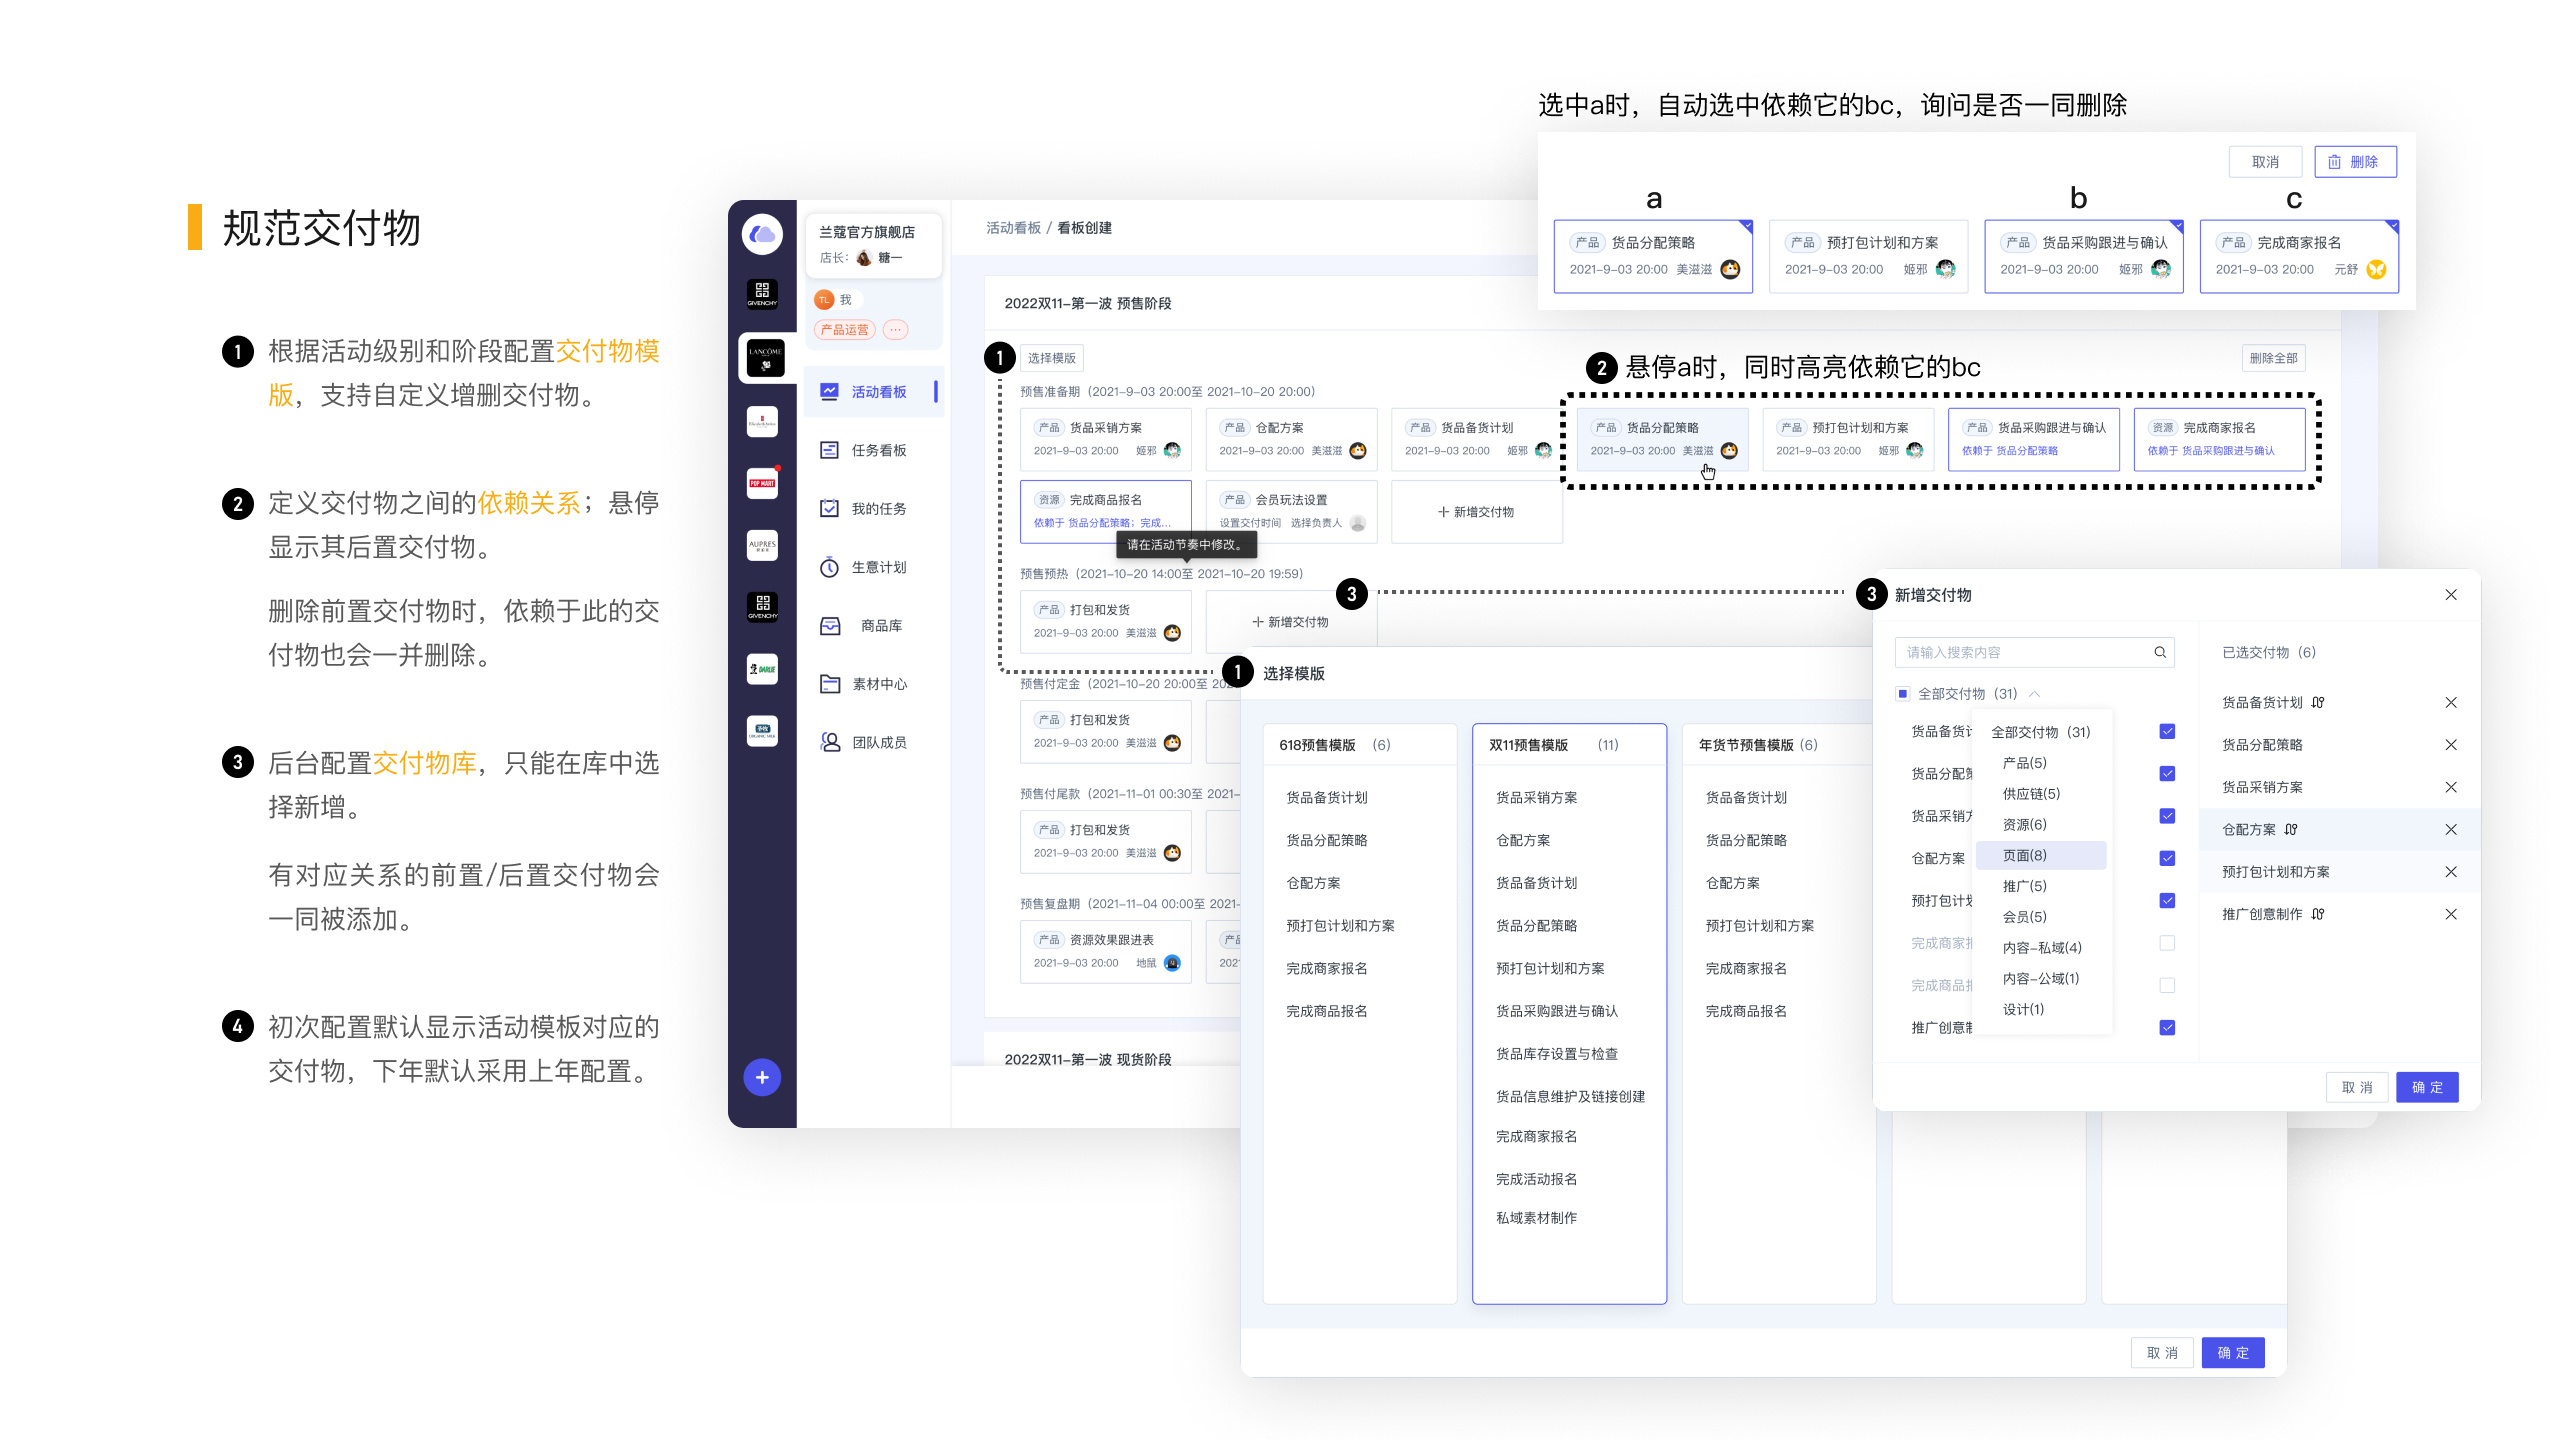 规范交付物
1 根据活动级别和阶段配置交付物模
版，支持自定义增删交付物。
2 定义交付物之间的依赖关系；悬停
显示其后置交付物。
删除前置交付物时，依赖于此的交
付物也会一并删除。
3 后台配置交付物库，只能在库中选
择新增。
有对应关系的前置/后置交付物会
一同被添加。
4 初次配置默认显示活动模板对应的
交付物，下年默认采用上年配置。
选中a时，自动选中依赖它的bc，询问是否一同删除
取消 删除
a b c
产品 货品分配策略
2021-9-03 20:00 美滋滋
产品 预打包计划和方案
2021-9-03 20:00 姬邪
产品 货品采购跟进与确认
2021-9-03 20:00 姬邪
产品 完成商家报名
2021-9-03 20:00 元舒
GIVENCHY
LANCÔME
POP MART
AUPRES
GIVENCHY
DARLIE
兰蔻官方旗舰店
店长： 糖一
TL 我
产品运营 ...
活动看板
任务看板
我的任务
生意计划
商品库
素材中心
团队成员
活动看板 / 看板创建
2022双11-第一波 预售阶段
1 选择模版
2 悬停a时，同时高亮依赖它的bc
删除全部
预售准备期（2021-9-03 20:00至 2021-10-20 20:00）
产品 货品采销方案
2021-9-03 20:00 姬邪
产品 仓配方案
2021-9-03 20:00 美滋滋
产品 货品备货计划
2021-9-03 20:00 姬邪
产品 货品分配策略
2021-9-03 20:00 美滋滋
产品 预打包计划和方案
2021-9-03 20:00 姬邪
产品 货品采购跟进与确认
依赖于 货品分配策略
资源 完成商家报名
依赖于 货品采购跟进与确认
资源 完成商品报名
依赖于 货品分配策略；完成...
产品 会员玩法设置
设置交付时间 选择负责人
+ 新增交付物
请在活动节奏中修改。
预售预热（2021-10-20 14:00至 2021-10-20 19:59）
产品 打包和发货
2021-9-03 20:00 美滋滋
+ 新增交付物
3
预售付定金（2021-10-20 20:00至 202
产品 打包和发货
2021-9-03 20:00 美滋滋
预售付尾款（2021-11-01 00:30至 2021-
产品 打包和发货
2021-9-03 20:00 美滋滋
预售复盘期（2021-11-04 00:00至 2021-
产品 资源效果跟进表
2021-9-03 20:00 地鼠
产品
202
2022双11-第一波 现货阶段
1 选择模版
618预售模版 （6）
货品备货计划
货品分配策略
仓配方案
预打包计划和方案
完成商家报名
完成商品报名
双11预售模版 （11）
货品采销方案
仓配方案
货品备货计划
货品分配策略
预打包计划和方案
货品采购跟进与确认
货品库存设置与检查
货品信息维护及链接创建
完成商家报名
完成活动报名
私域素材制作
年货节预售模版（6）
货品备货计划
货品分配策略
仓配方案
预打包计划和方案
完成商家报名
完成商品报名
取 消 确 定
3 新增交付物
请输入搜索内容
全部交付物（31）
货品备货计
货品分配策
货品采销方
仓配方案
预打包计划
完成商家报
完成商品报
推广创意制
全部交付物（31）
产品(5)
供应链(5)
资源(6)
页面(8)
推广(5)
会员(5)
内容-私域(4)
内容-公域(1)
设计(1)
已选交付物（6）
货品备货计划
货品分配策略
货品采销方案
仓配方案
预打包计划和方案
推广创意制作
取 消 确 定